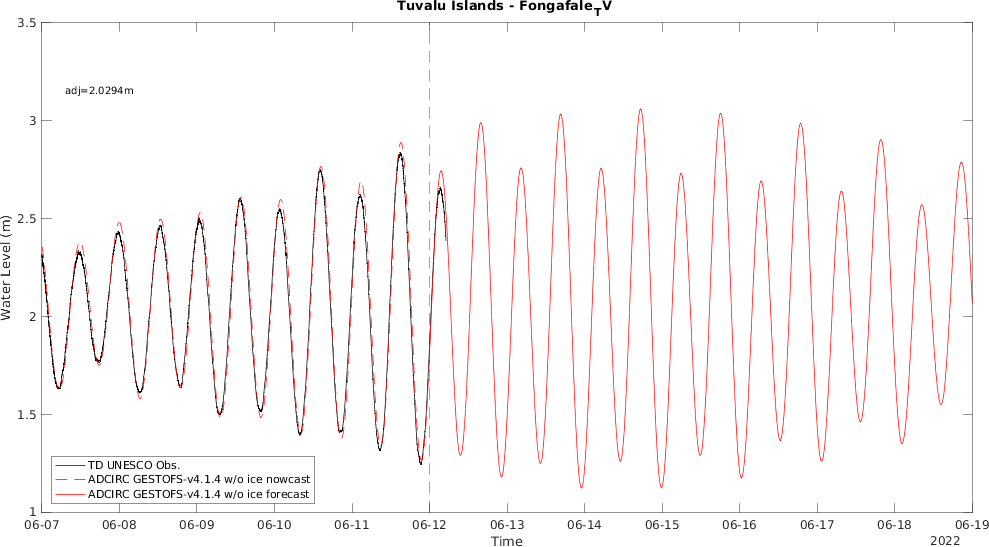 Tuvalu Islands - Fongafale_TV
adj=2.0294m
Water Level (m)
3.5
3
2.5
2
1.5
1
TD UNESCO Obs.
ADCIRC GESTOFS-v4.1.4 w/o ice nowcast
ADCIRC GESTOFS-v4.1.4 w/o ice forecast
06-07 06-08 06-09 06-10 06-11 06-12 06-13 06-14 06-15 06-16 06-17 06-18 06-19
Time
2022